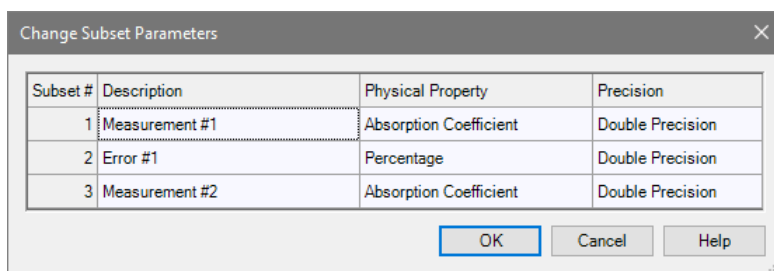 Change Subset Parameters
Subset # Description Physical Property Precision
1 Measurement #1 Absorption Coefficient Double Precision
2 Error #1 Percentage Double Precision
3 Measurement #2 Absorption Coefficient Double Precision
OK Cancel Help